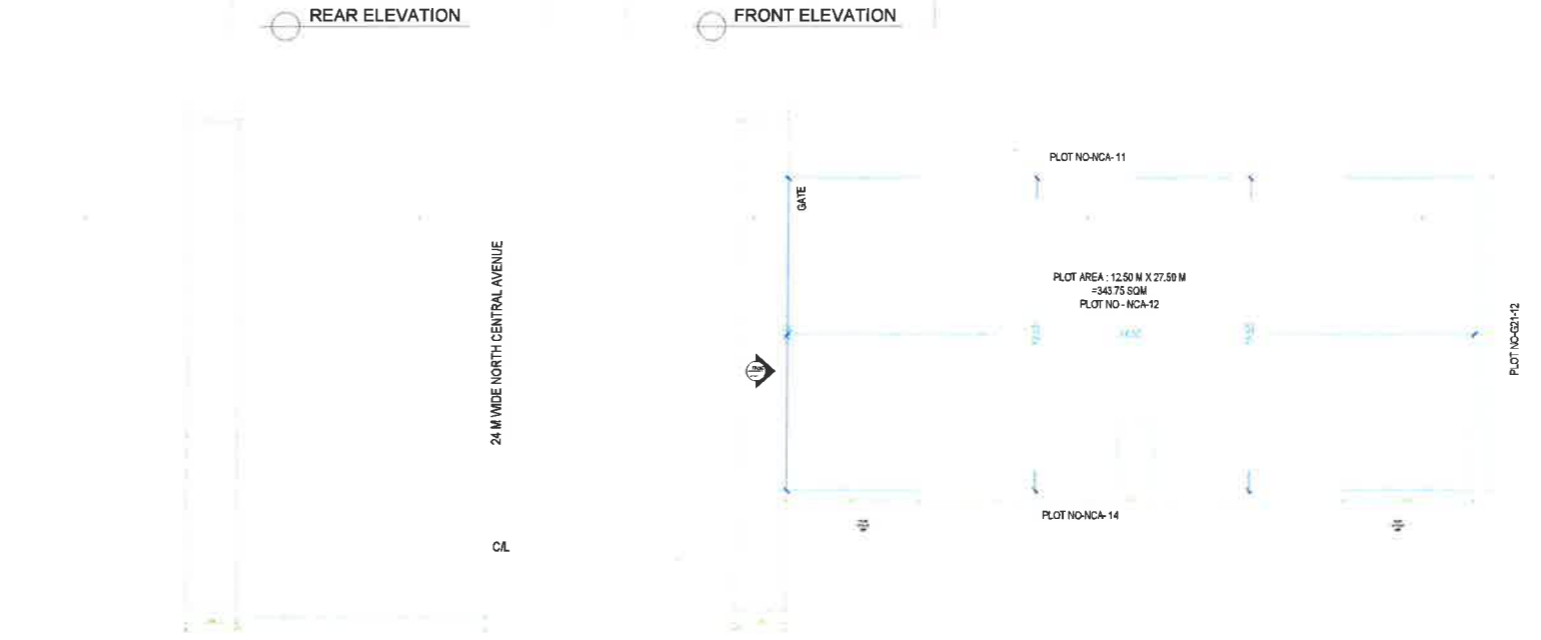 REAR ELEVATION
FRONT ELEVATION
PLOT NO-NCA- 11
GATE
24 M WIDE NORTH CENTRAL AVENUE
PLOT AREA : 12.50 M X 27.50 M
=343.75 SQM
PLOT NO - NCA-12
PLOT NO-G21-12
PLOT NO-NCA- 14
C/L